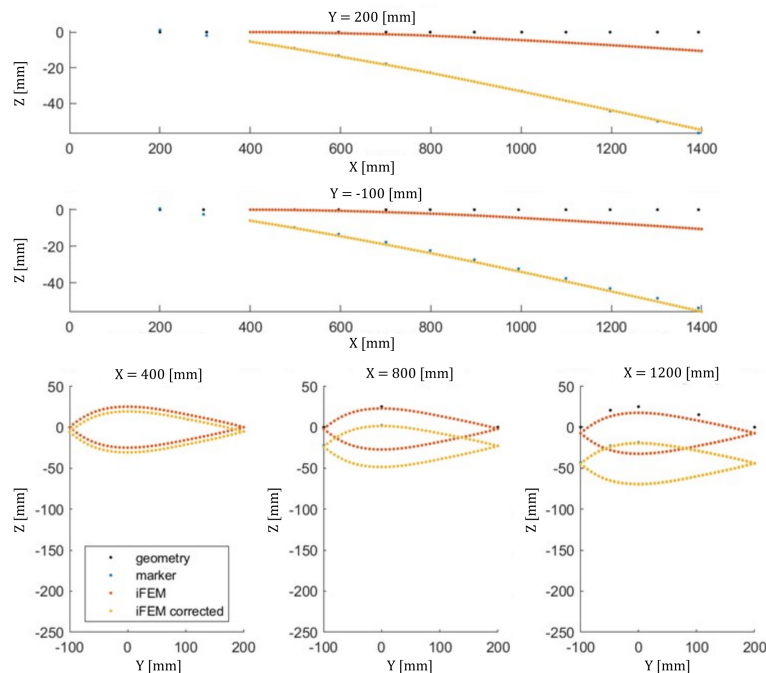 Y = 200 [mm]
0
-20
-40
Z [mm]
0 200 400 600 800 1000 1200 1400
X [mm]
Y = -100 [mm]
0
-20
-40
Z [mm]
0 200 400 600 800 1000 1200 1400
X [mm]
X = 400 [mm] X = 800 [mm] X = 1200 [mm]
50 50 50
0 0 0
-50 -50 -50
-100 -100 -100
-150 -150 -150
-200 -200 -200
-250 -250 -250
Z [mm] Z [mm] Z [mm]
geometry
marker
iFEM
iFEM corrected
-100 0 100 200 -100 0 100 200 -100 0 100 200
Y [mm] Y [mm] Y [mm]